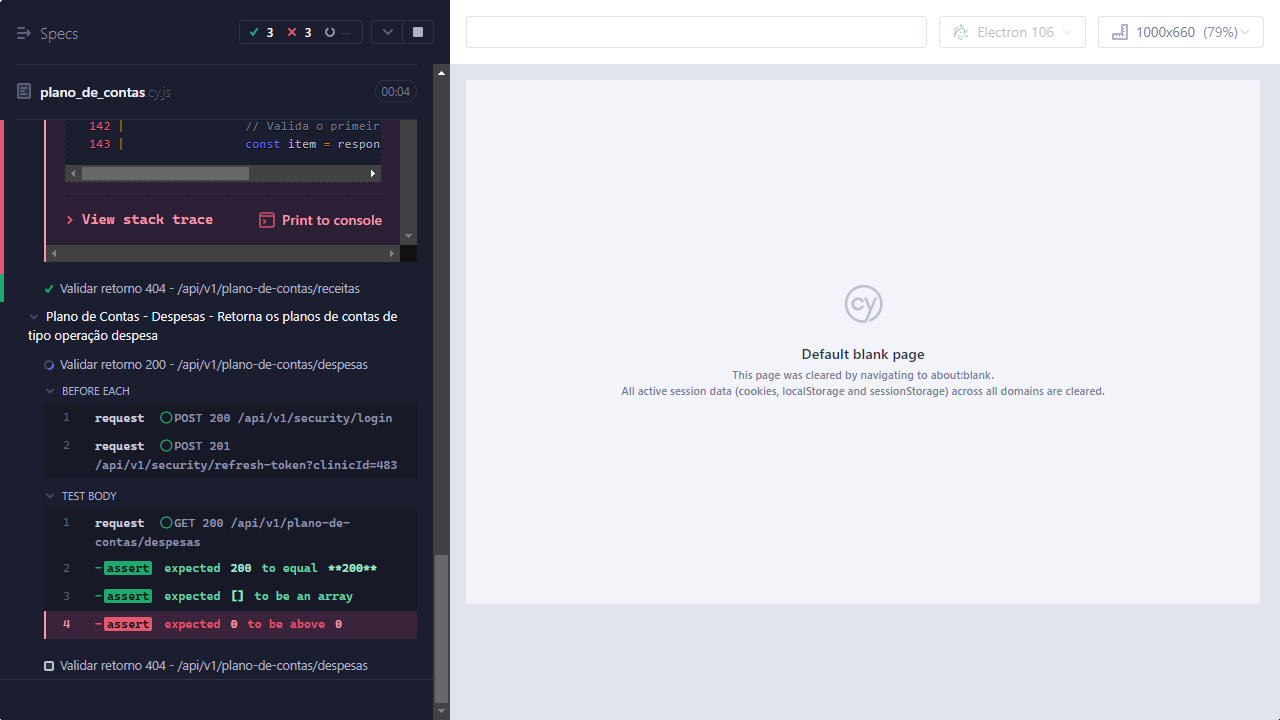 Specs
3
3
--
Electron 106
1000x660 (79%)
plano_de_contas.cy.js
00:04
142 | // Valida o primeir
143 | const item = respon
View stack trace
Print to console
Validar retorno 404 - /api/v1/plano-de-contas/receitas
Plano de Contas - Despesas - Retorna os planos de contas de
tipo operação despesa
Validar retorno 200 - /api/v1/plano-de-contas/despesas
BEFORE EACH
1 request POST 200 /api/v1/security/login
2 request POST 201
/api/v1/security/refresh-token?clinicId=483
TEST BODY
1 request GET 200 /api/v1/plano-de-
contas/despesas
2 -assert expected 200 to equal **200**
3 -assert expected [] to be an array
4 -assert expected 0 to be above 0
Validar retorno 404 - /api/v1/plano-de-contas/despesas
cy
Default blank page
This page was cleared by navigating to about:blank.
All active session data (cookies, localStorage and sessionStorage) across all domains are cleared.